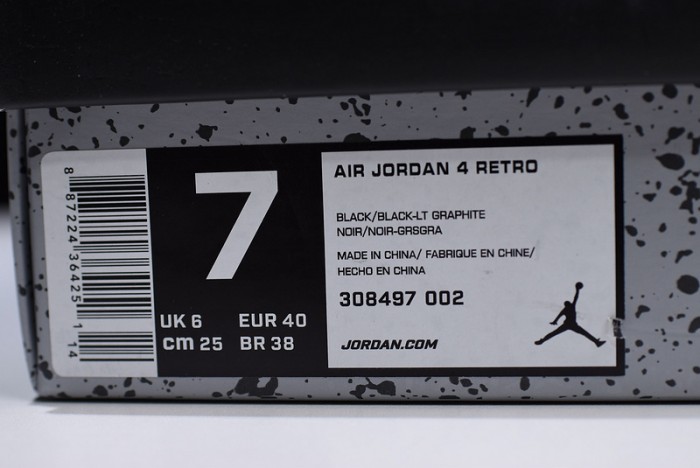 8 87224 36425 1 14
7
UK 6 EUR 40
cm 25 BR 38
AIR JORDAN 4 RETRO
BLACK/BLACK-LT GRAPHITE
NOIR/NOIR-GRSGRA
MADE IN CHINA/ FABRIQUE EN CHINE/
HECHO EN CHINA
308497 002
JORDAN.COM